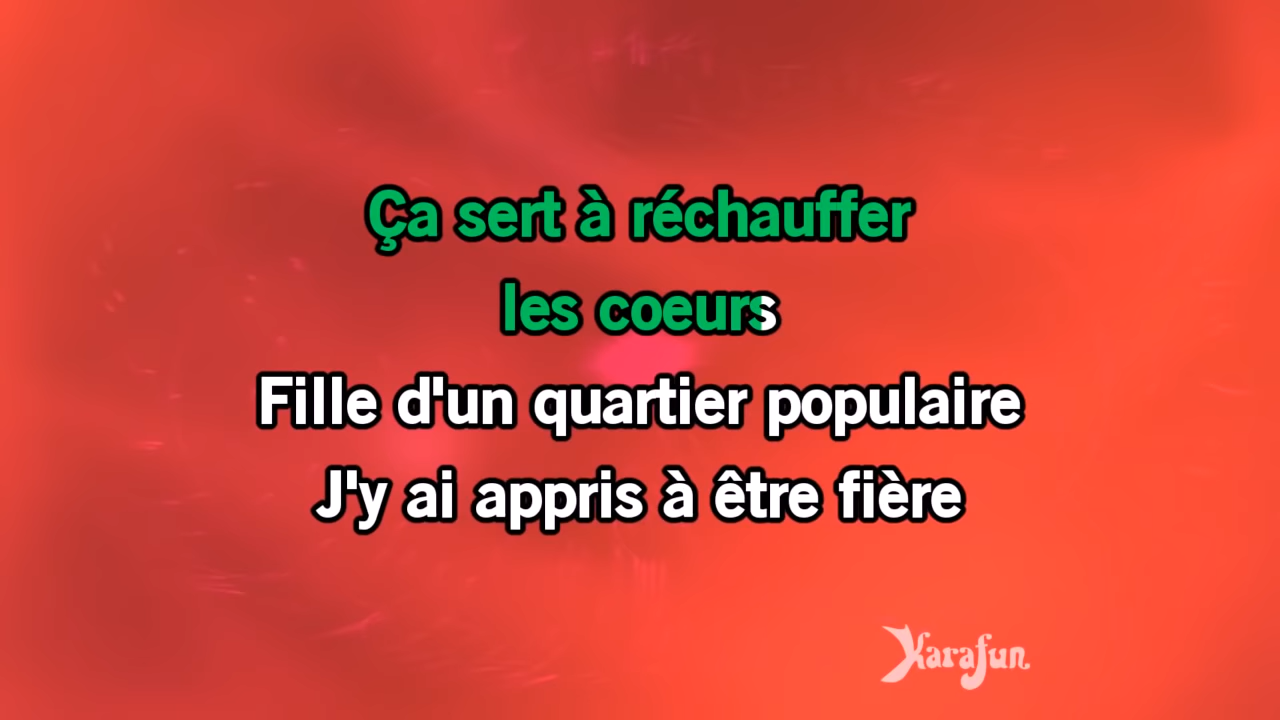 Ça sert à réchauffer
les coeurs
Fille d'un quartier populaire
J'y ai appris à être fière
Karafun